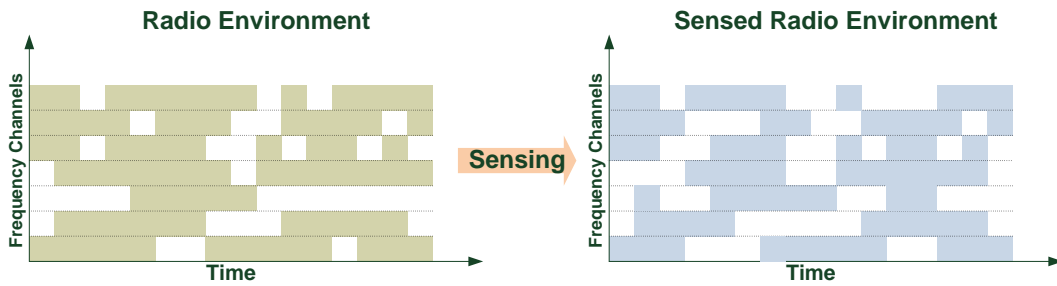 Radio Environment
Sensed Radio Environment
Frequency Channels
Sensing
Frequency Channels
Time
Time